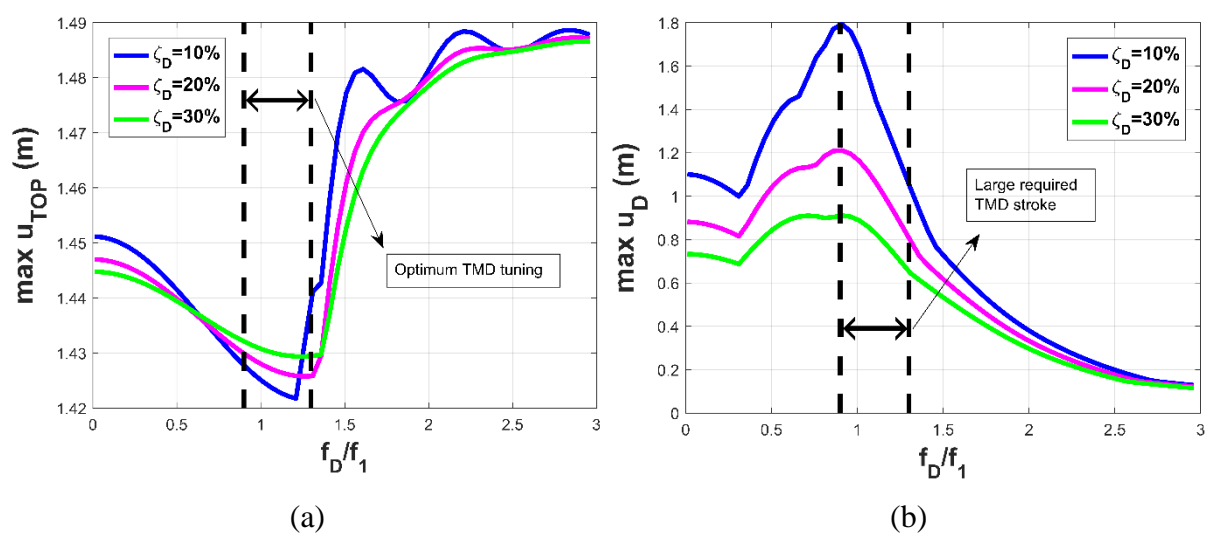 1.49
1.48
1.47
1.46
1.45
1.44
1.43
1.42
max u_TOP (m)
ζ_D=10%
ζ_D=20%
ζ_D=30%
Optimum TMD tuning
0 0.5 1 1.5 2 2.5 3
f_D/f_1
(a)
1.8
1.6
1.4
1.2
1
0.8
0.6
0.4
0.2
0
max u_D (m)
ζ_D=10%
ζ_D=20%
ζ_D=30%
Large required
TMD stroke
0 0.5 1 1.5 2 2.5 3
f_D/f_1
(b)